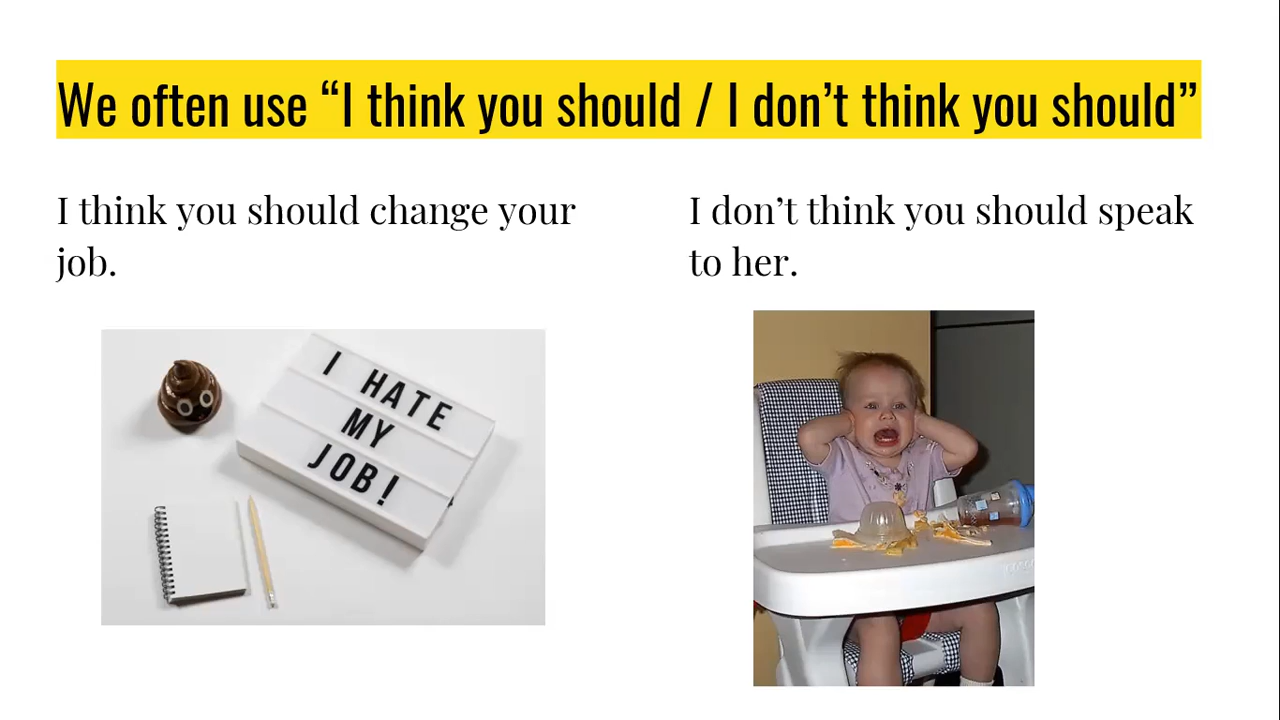 We often use “I think you should / I don’t think you should”
I think you should change your
job.
I don’t think you should speak
to her.
I HATE
MY
JOB!